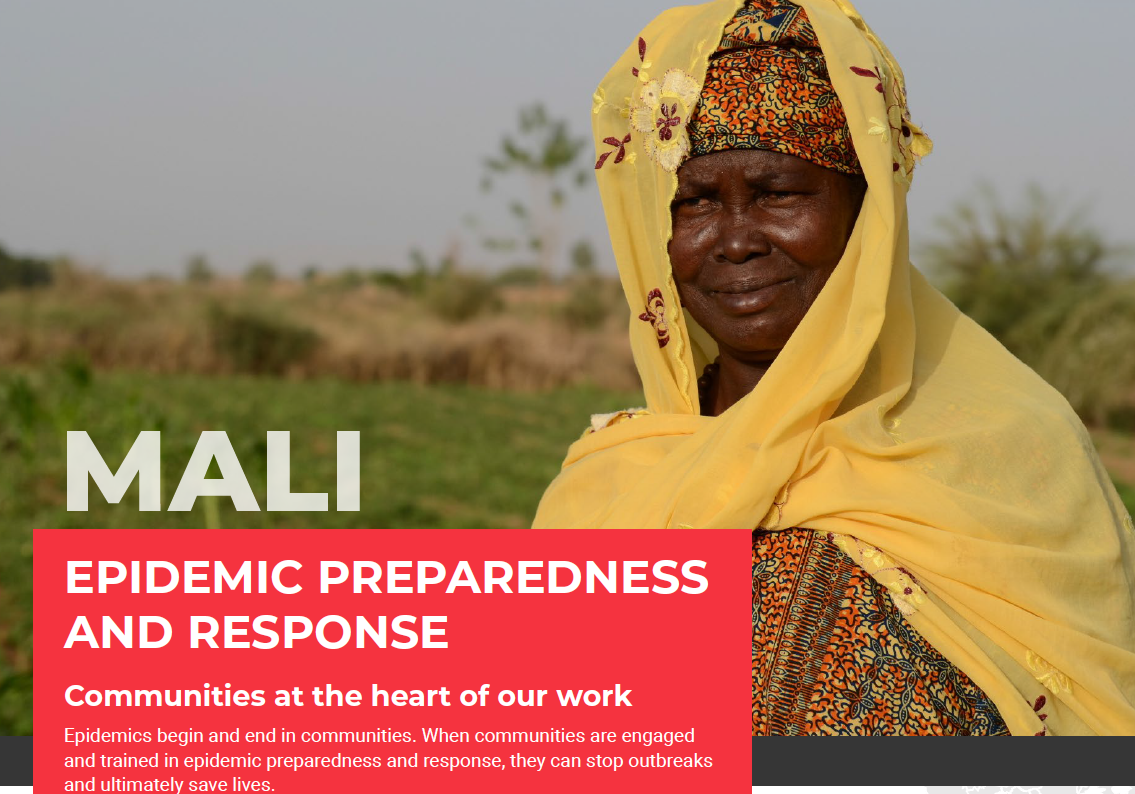 MALI
EPIDEMIC PREPAREDNESS
AND RESPONSE
Communities at the heart of our work
Epidemics begin and end in communities. When communities are engaged
and trained in epidemic preparedness and response, they can stop outbreaks
and ultimately save lives.